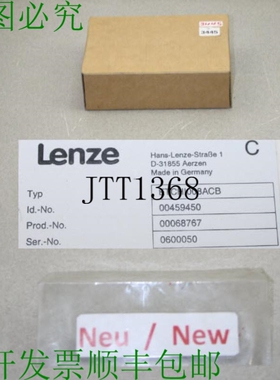 图必究
3445
Lenze
Hans-Lenze-Straße 1
D-31855 Aerzen
Made in Germany
C
Typ
JTT1368
Id.-No. 00459450
Prod.-No. 00068767
Ser.-No. 0600050
Neu / New
开发票顺丰包邮